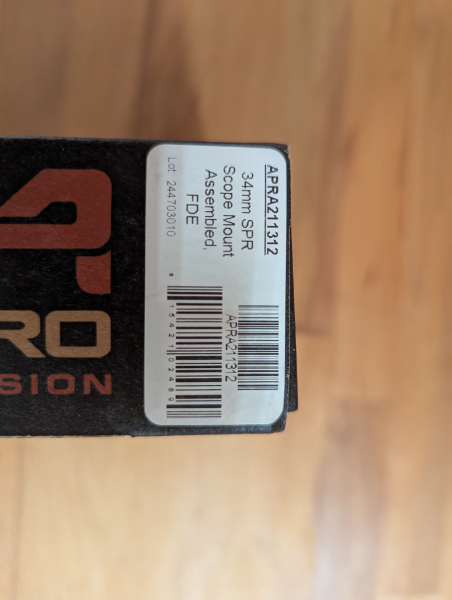 APRA211312
34mm SPR
Scope Mount
Assembled,
FDE
Lot: 244703010
APRA211312
RO
SION